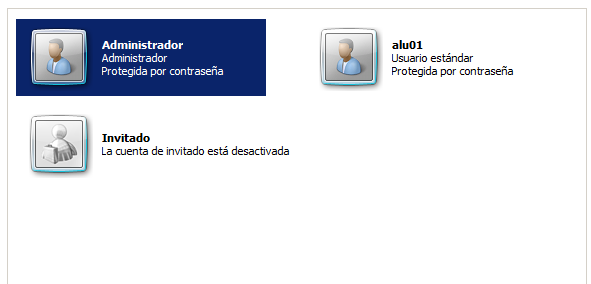 Administrador
Administrador
Protegida por contraseña
alu01
Usuario estándar
Protegida por contraseña
Invitado
La cuenta de invitado está desactivada